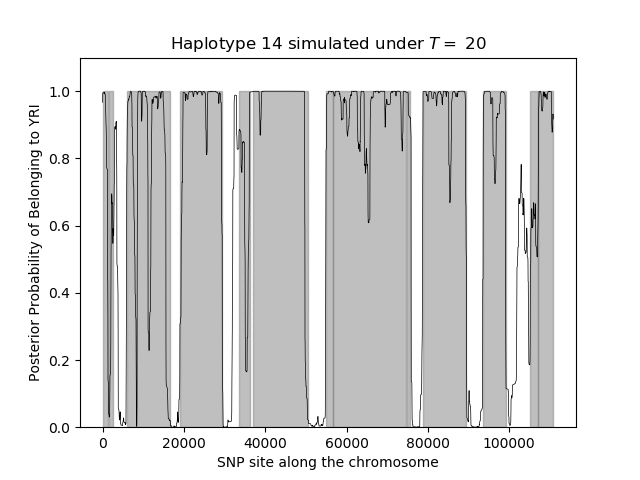 Haplotype 14 simulated under T = 20
Posterior Probability of Belonging to YRI
1.0
0.8
0.6
0.4
0.2
0.0
0 20000 40000 60000 80000 100000
SNP site along the chromosome